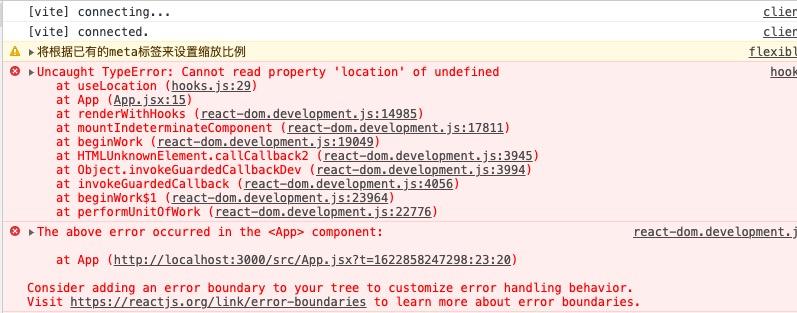 [vite] connecting...
clien
[vite] connected.
clien
将根据已有的meta标签来设置缩放比例
flexibl
Uncaught TypeError: Cannot read property 'location' of undefined
hook
at useLocation (hooks.js:29)
at App (App.jsx:15)
at renderWithHooks (react-dom.development.js:14985)
at mountIndeterminateComponent (react-dom.development.js:17811)
at beginWork (react-dom.development.js:19049)
at HTMLUnknownElement.callCallback2 (react-dom.development.js:3945)
at Object.invokeGuardedCallbackDev (react-dom.development.js:3994)
at invokeGuardedCallback (react-dom.development.js:4056)
at beginWork$1 (react-dom.development.js:23964)
at performUnitOfWork (react-dom.development.js:22776)
The above error occurred in the <App> component:
react-dom.development.j
at App (http://localhost:3000/src/App.jsx?t=1622858247298:23:20)
Consider adding an error boundary to your tree to customize error handling behavior.
Visit https://reactjs.org/link/error-boundaries to learn more about error boundaries.